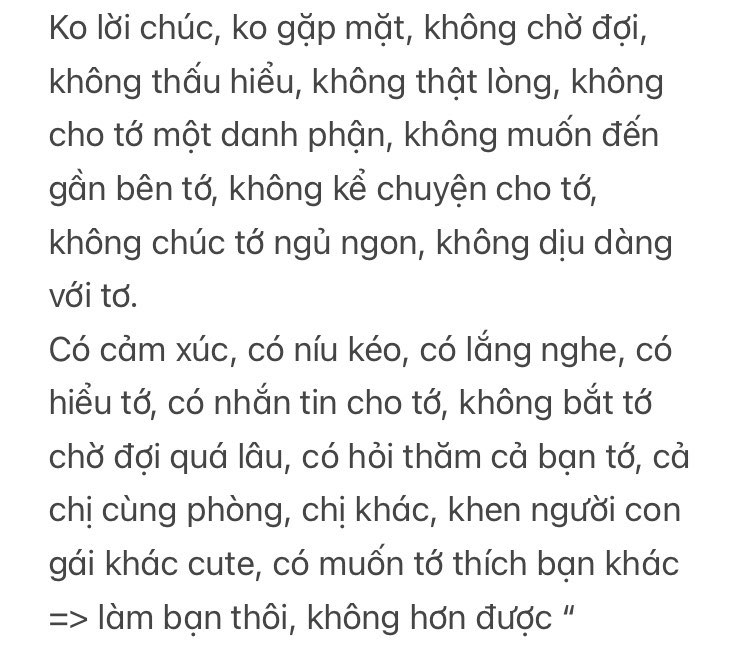 Ko lời chúc, ko gặp mặt, không chờ đợi,
không thấu hiểu, không thật lòng, không
cho tớ một danh phận, không muốn đến
gần bên tớ, không kể chuyện cho tớ,
không chúc tớ ngủ ngon, không dịu dàng
với tơ.
Có cảm xúc, có níu kéo, có lắng nghe, có
hiểu tớ, có nhắn tin cho tớ, không bắt tớ
chờ đợi quá lâu, có hỏi thăm cả bạn tớ, cả
chị cùng phòng, chị khác, khen người con
gái khác cute, có muốn tớ thích bạn khác
=> làm bạn thôi, không hơn được “